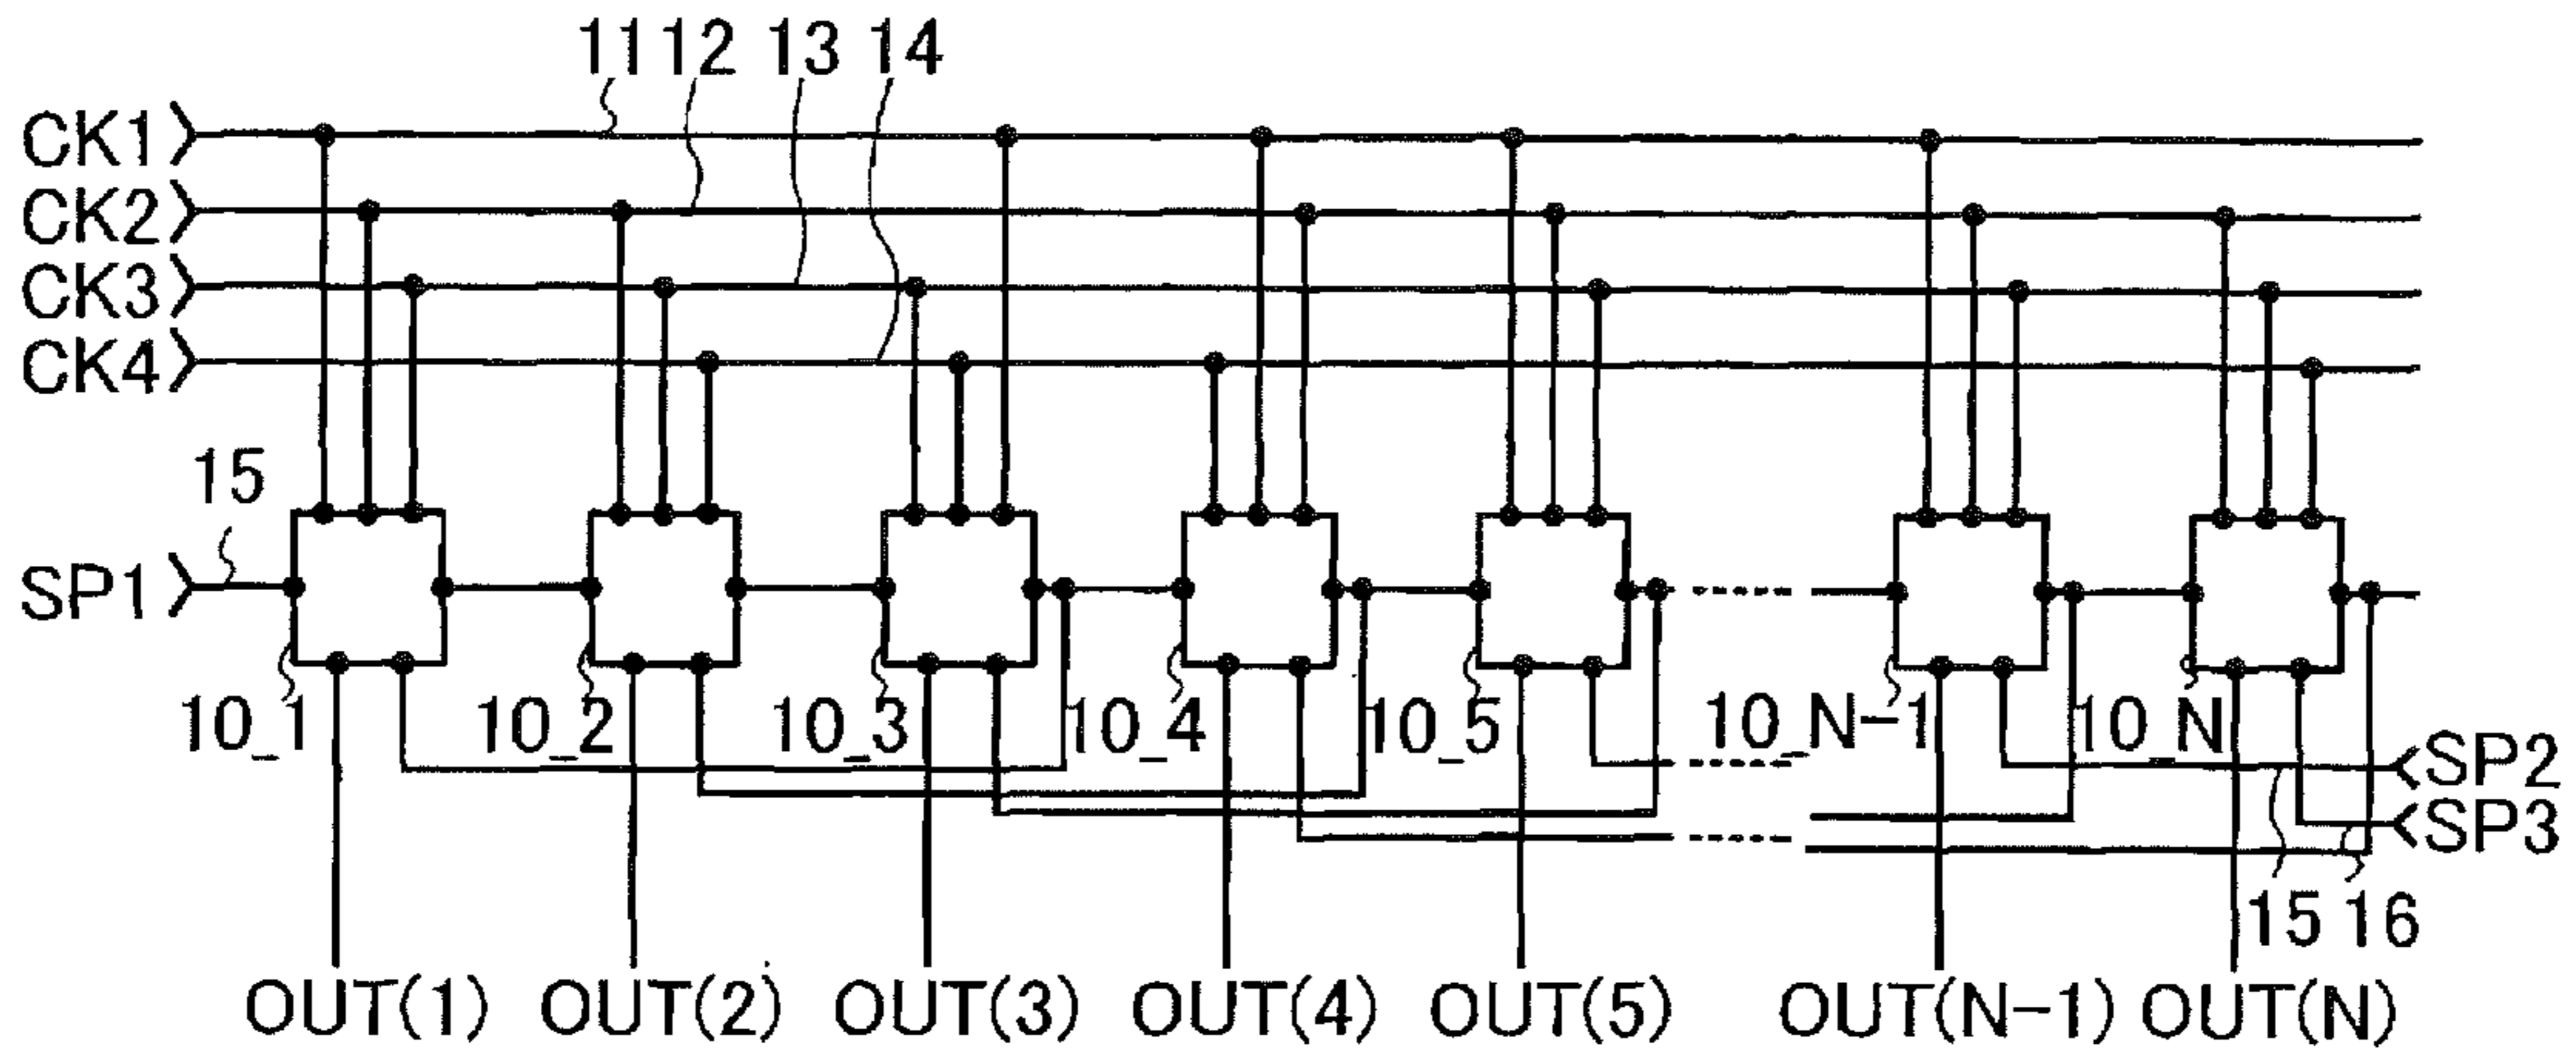 11 12 13 14
CK1
CK2
CK3
CK4
15
SP1
10_1 10_2 10_3 10_4 10_5 10_N-1 10_N
SP2
SP3
15 16
OUT(1) OUT(2) OUT(3) OUT(4) OUT(5) OUT(N-1) OUT(N)